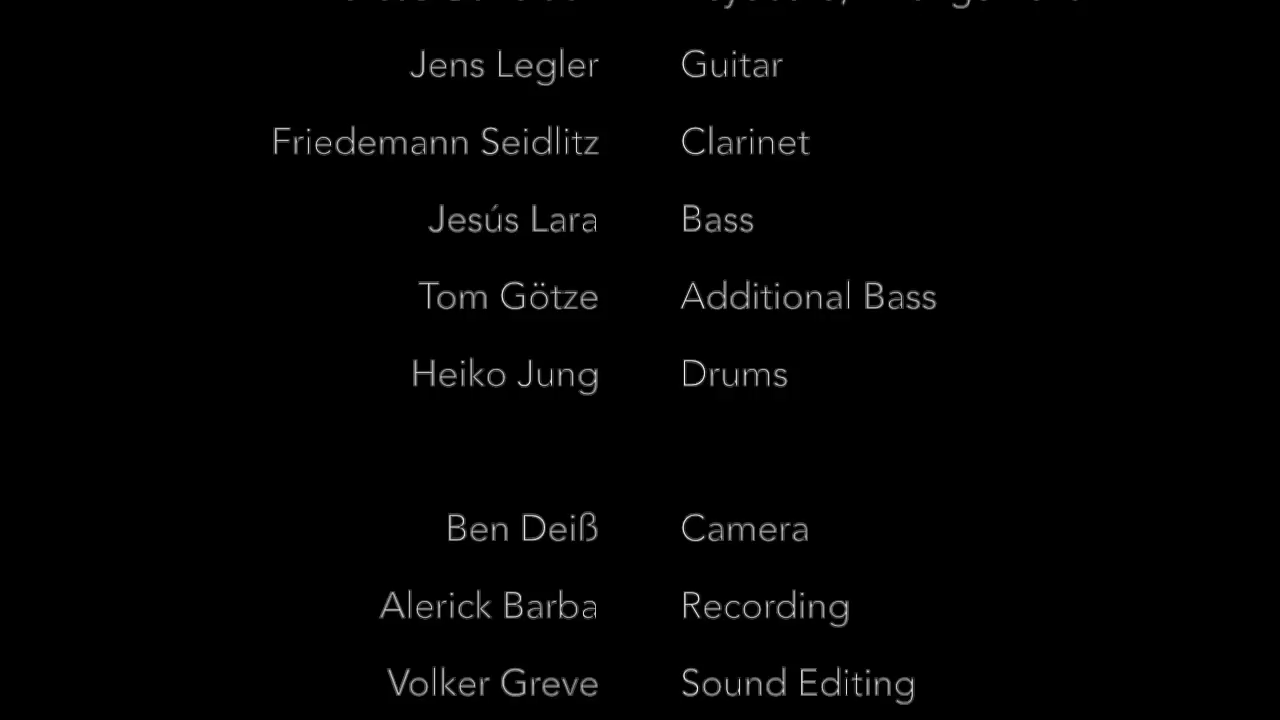 Jens Legler Guitar
Friedemann Seidlitz Clarinet
Jesús Lara Bass
Tom Götze Additional Bass
Heiko Jung Drums
Ben Deiß Camera
Alerick Barba Recording
Volker Greve Sound Editing